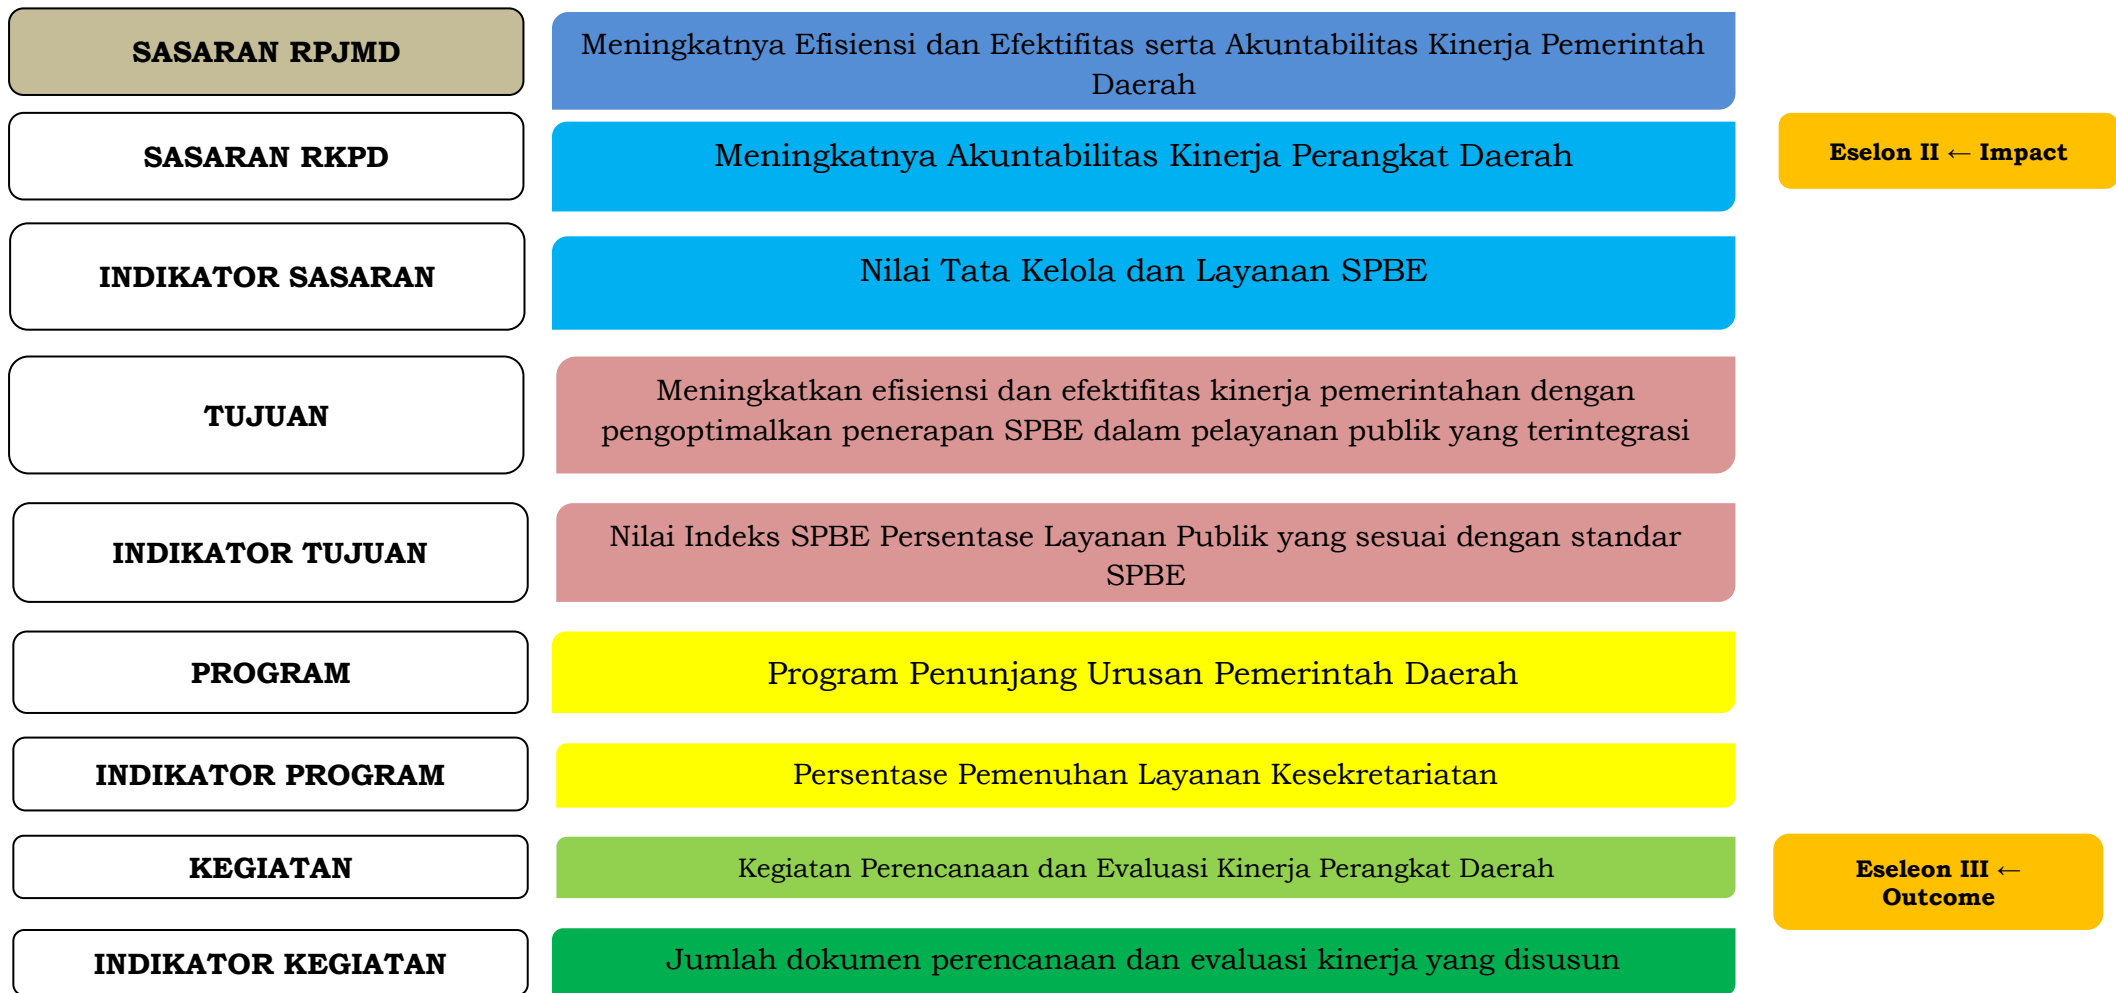 SASARAN RPJMD
Meningkatnya Efisiensi dan Efektifitas serta Akuntabilitas Kinerja Pemerintah
Daerah
SASARAN RKPD
Meningkatnya Akuntabilitas Kinerja Perangkat Daerah
Eselon II ← Impact
INDIKATOR SASARAN
Nilai Tata Kelola dan Layanan SPBE
TUJUAN
Meningkatkan efisiensi dan efektifitas kinerja pemerintahan dengan
pengoptimalkan penerapan SPBE dalam pelayanan publik yang terintegrasi
INDIKATOR TUJUAN
Nilai Indeks SPBE Persentase Layanan Publik yang sesuai dengan standar
SPBE
PROGRAM
Program Penunjang Urusan Pemerintah Daerah
INDIKATOR PROGRAM
Persentase Pemenuhan Layanan Kesekretariatan
KEGIATAN
Kegiatan Perencanaan dan Evaluasi Kinerja Perangkat Daerah
Eseleon III ←
Outcome
INDIKATOR KEGIATAN
Jumlah dokumen perencanaan dan evaluasi kinerja yang disusun